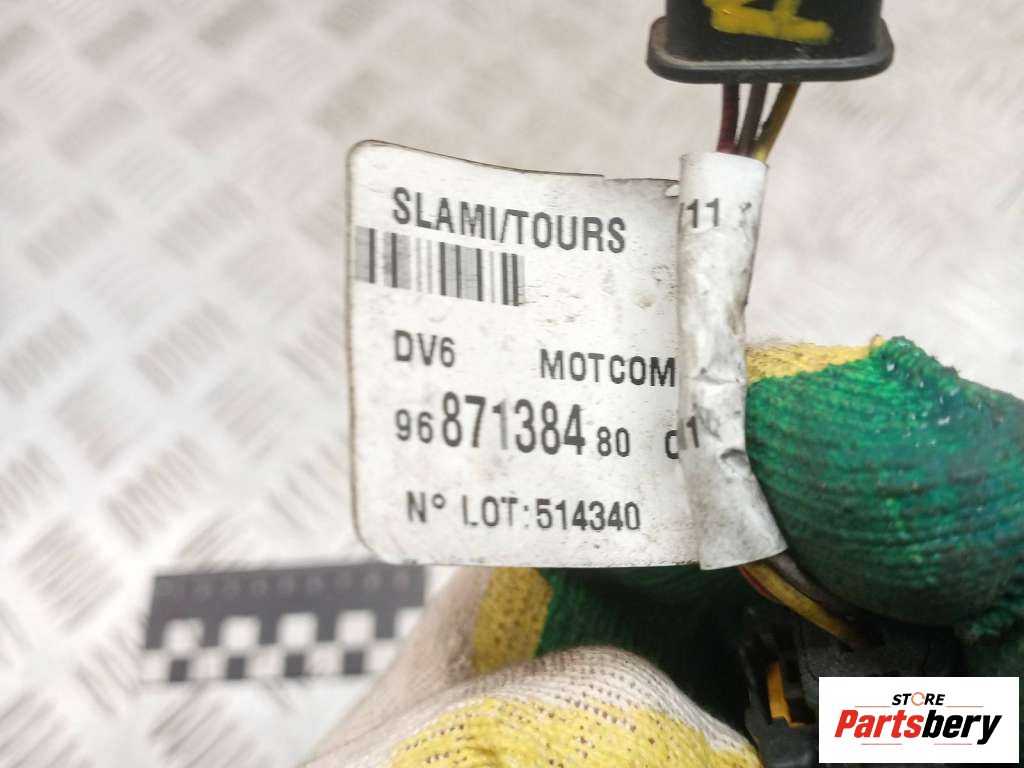 SLAMI/TOURS
11
DV6 MOTCOM
96 871384 80
N° LOT: 514340
STORE
Partsbery